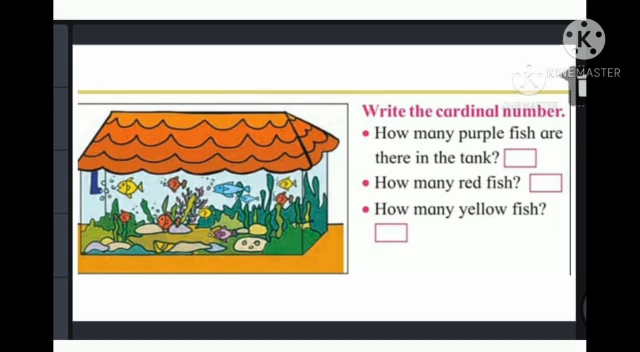 K
KINEMASTER
KINEMASTER
Write the cardinal number.
• How many purple fish are
there in the tank?
• How many red fish?
• How many yellow fish?